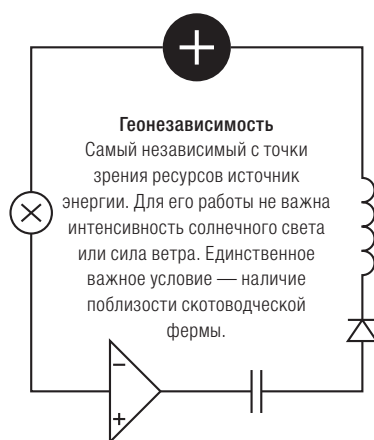 Геонезависимость
Самый независимый с точки
зрения ресурсов источник
энергии. Для его работы не важна
интенсивность солнечного света
или сила ветра. Единственное
важное условие — наличие
поблизости скотоводческой
фермы.